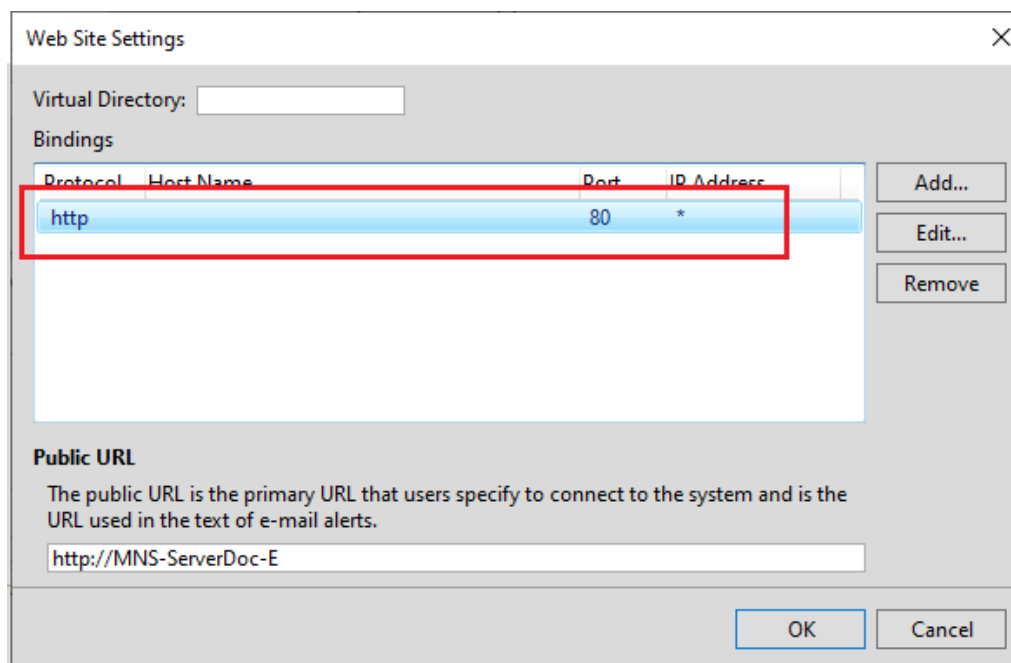 Web Site Settings
Virtual Directory:
Bindings
Protocol Host Name Port IP Address
http 80 *
Add...
Edit...
Remove
Public URL
The public URL is the primary URL that users specify to connect to the system and is the
URL used in the text of e-mail alerts.
http://MNS-ServerDoc-E
OK Cancel